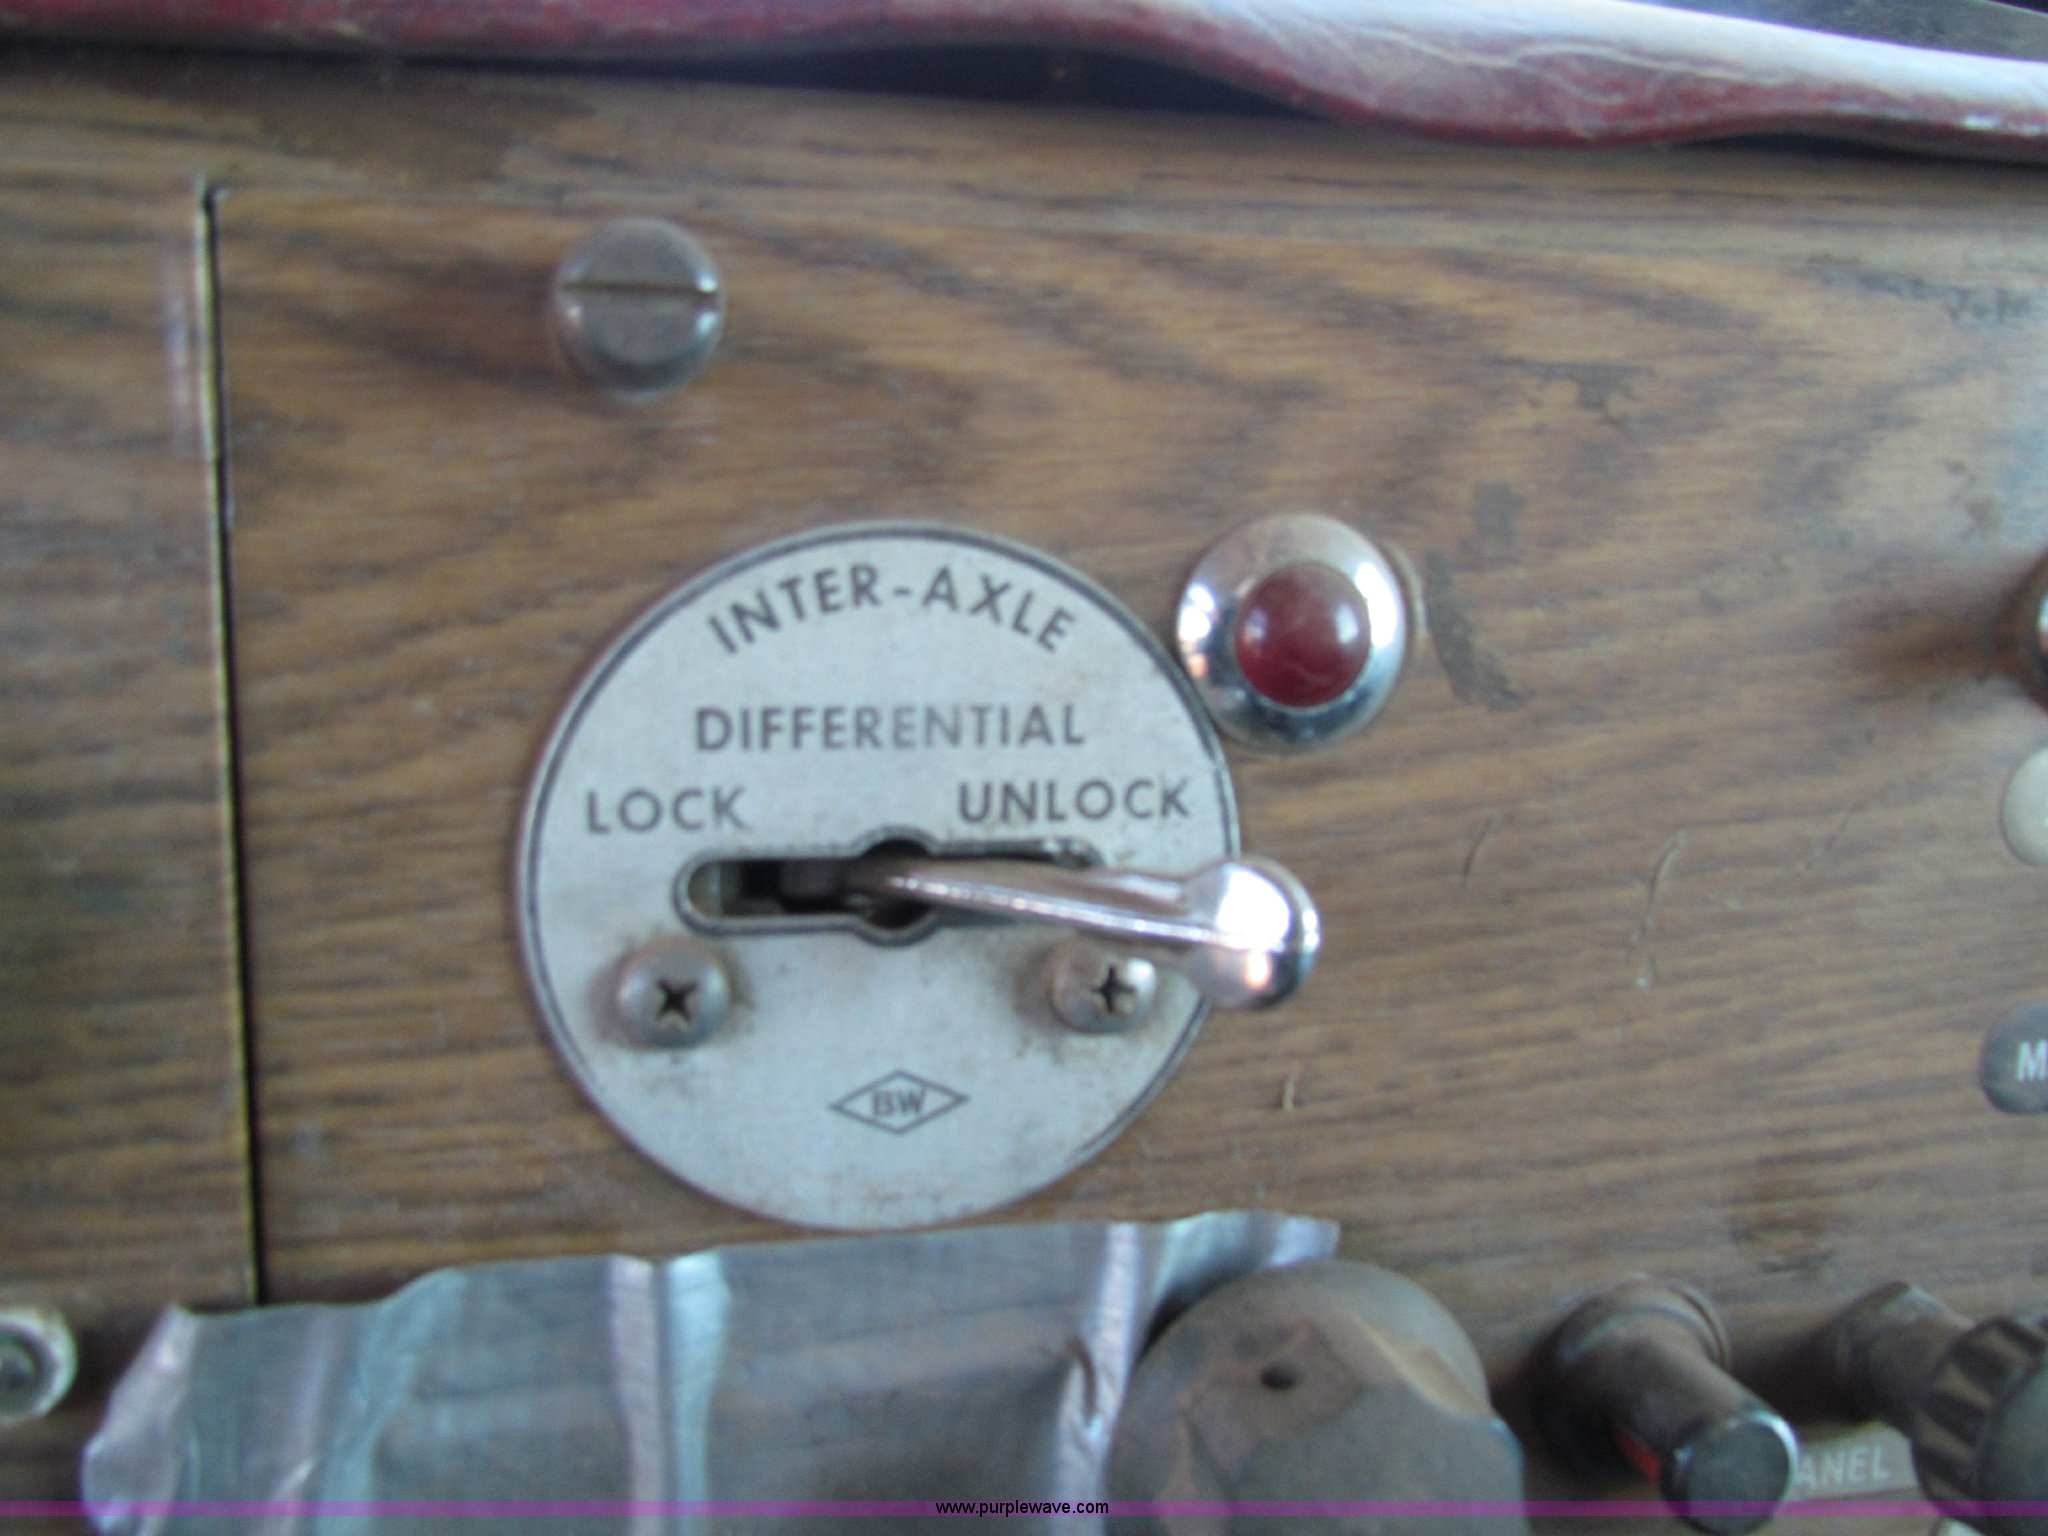 INTER-AXLE
DIFFERENTIAL
LOCK UNLOCK
BW
www.purplewave.com